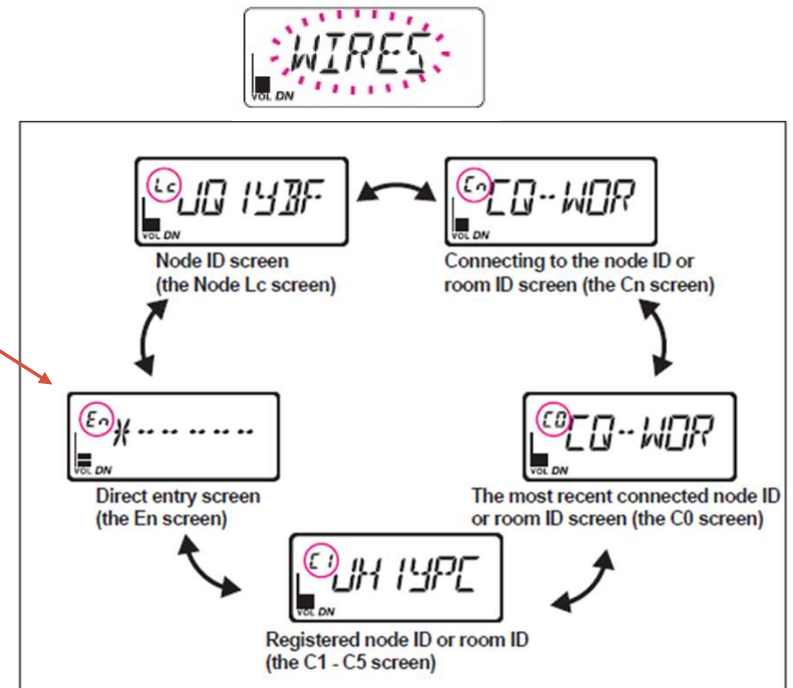 WIRES
VOL DN
Lc JQ1YBF
VOL DN
Cn CQ--WOR
VOL DN
Node ID screen
(the Node Lc screen)
Connecting to the node ID or
room ID screen (the Cn screen)
En *-- -- -- -- --
VOL DN
C0 CQ--WOR
VOL DN
Direct entry screen
(the En screen)
The most recent connected node ID
or room ID screen (the C0 screen)
C1 JH1YPC
VOL DN
Registered node ID or room ID
(the C1 - C5 screen)